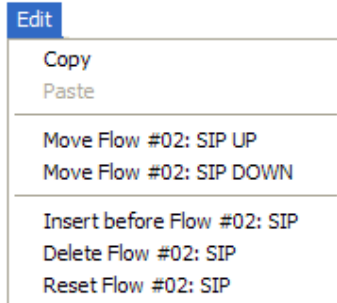 Edit
Copy
Paste
Move Flow #02: SIP UP
Move Flow #02: SIP DOWN
Insert before Flow #02: SIP
Delete Flow #02: SIP
Reset Flow #02: SIP